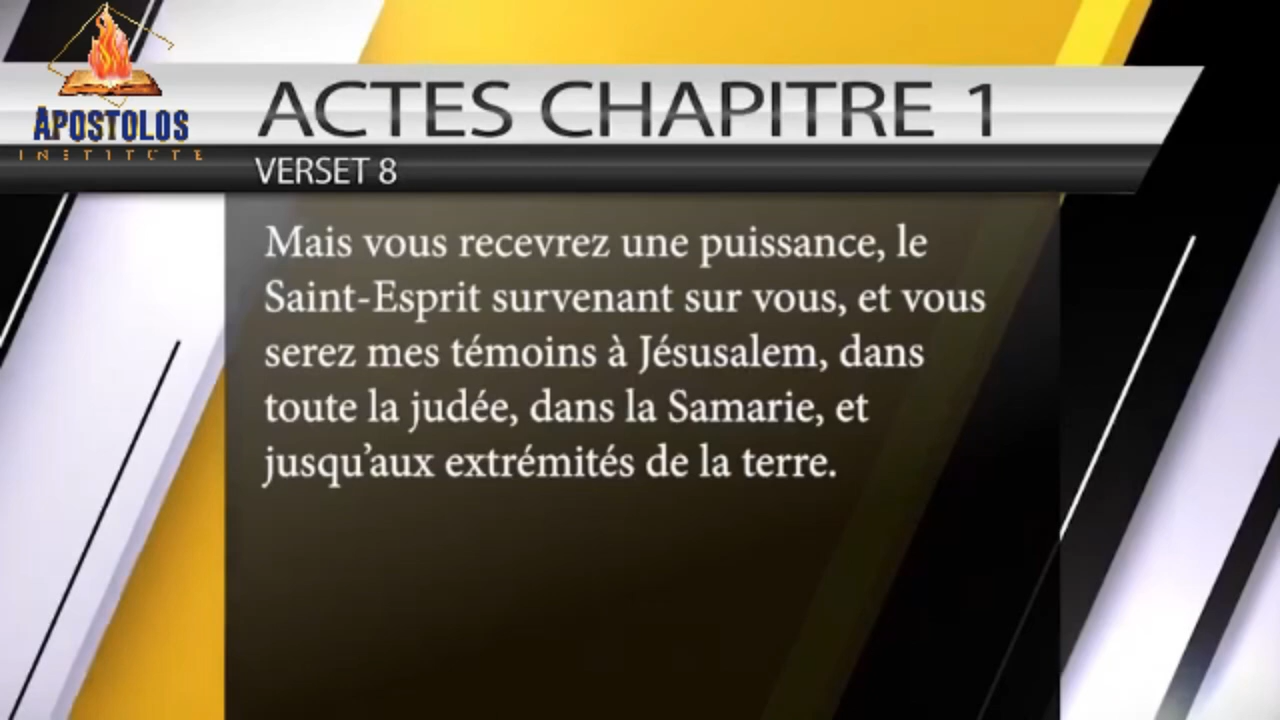 APOSTOLOS
INSTITUTE
ACTES CHAPITRE 1
VERSET 8
Mais vous recevrez une puissance, le
Saint-Esprit survenant sur vous, et vous
serez mes témoins à Jésusalem, dans
toute la judée, dans la Samarie, et
jusqu'aux extrémités de la terre.